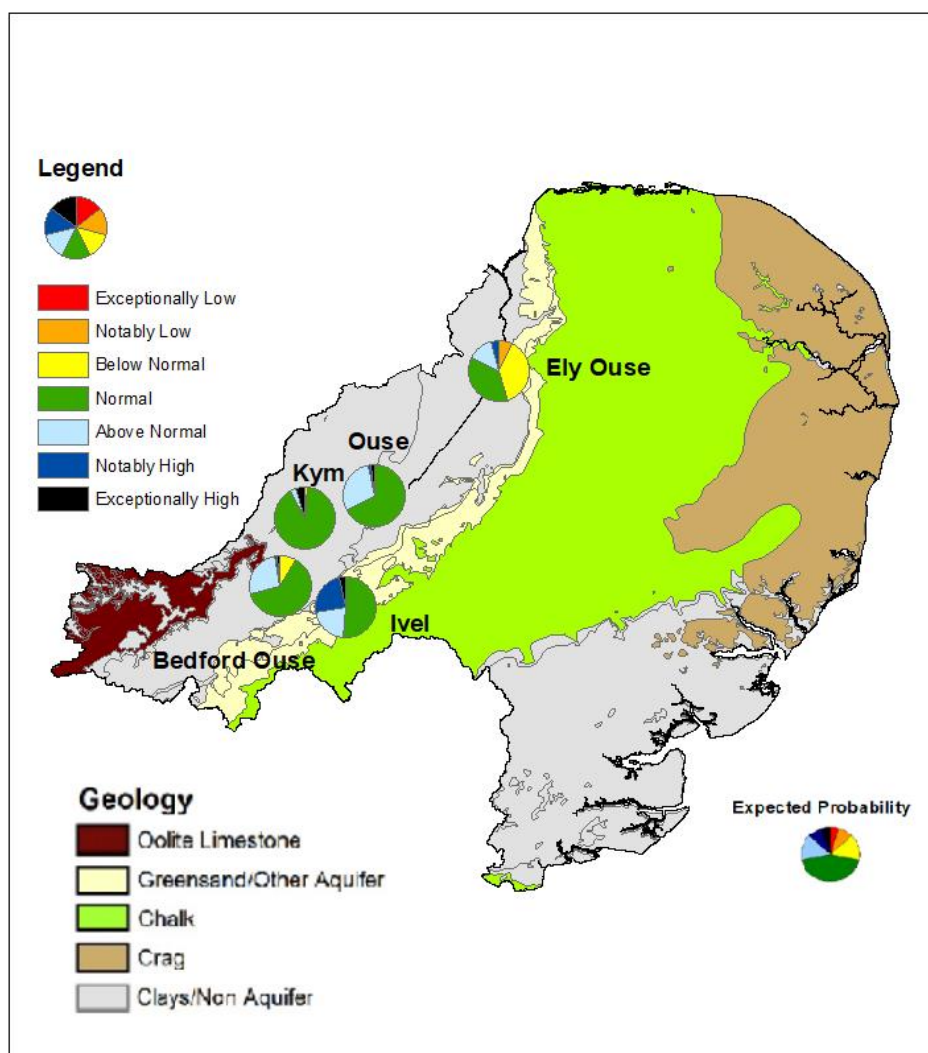 Legend
Exceptionally Low
Notably Low
Below Normal
Normal
Above Normal
Notably High
Exceptionally High
Ely Ouse
Ouse
Kym
Ivel
Bedford Ouse
Geology
Oolite Limestone
Greensand/Other Aquifer
Chalk
Crag
Clays/Non Aquifer
Expected Probability